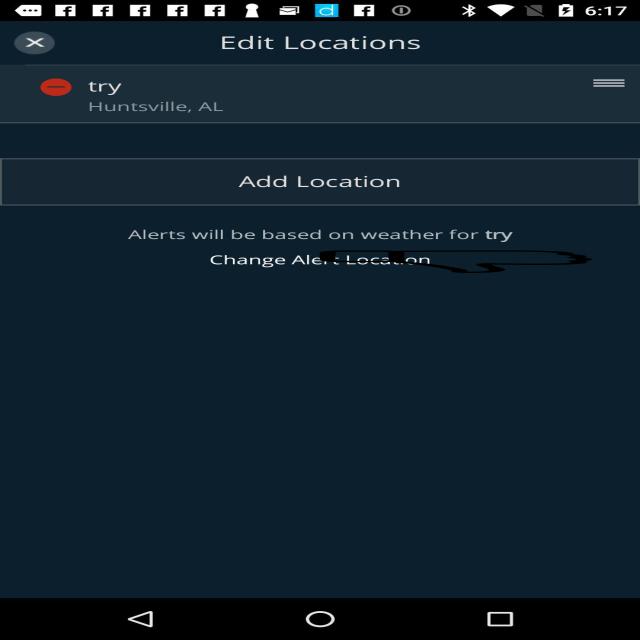 6:17
Edit Locations
try
Huntsville, AL
Add Location
Alerts will be based on weather for try
Change Alert Location